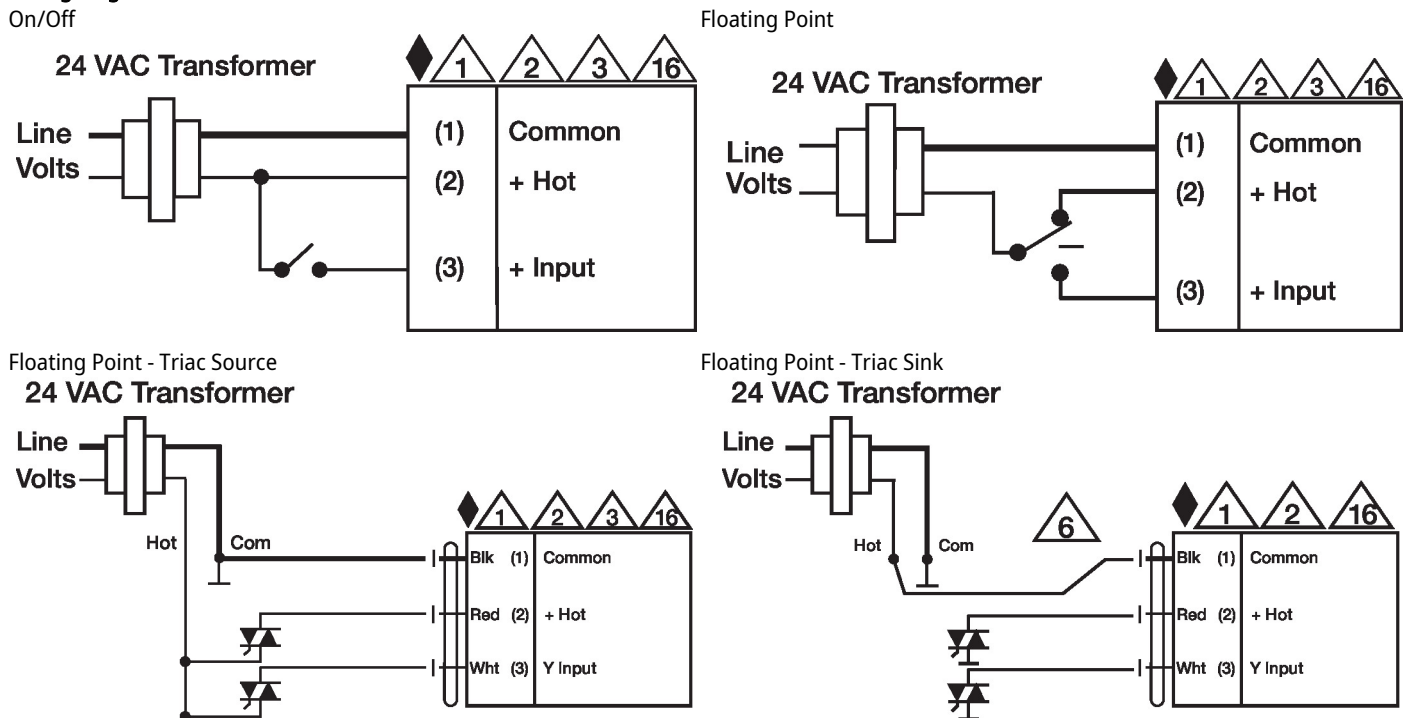 On/Off
24 VAC Transformer
1 2 3 16
Line
Volts
(1) Common
(2) + Hot
(3) + Input
Floating Point
24 VAC Transformer
1 2 3 16
Line
Volts
(1) Common
(2) + Hot
(3) + Input
Floating Point - Triac Source
24 VAC Transformer
Line
Volts
1 2 3 16
Hot Com
Blk (1) Common
Red (2) + Hot
Wht (3) Y Input
Floating Point - Triac Sink
24 VAC Transformer
Line
Volts
6
1 2 16
Hot Com
Blk (1) Common
Red (2) + Hot
Wht (3) Y Input